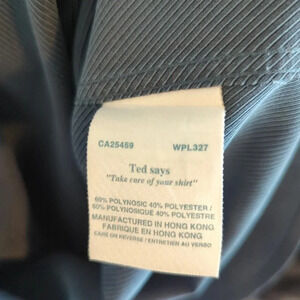 CA25459 WPL327
Ted says
"Take care of your shirt"
60% POLYNOSIC 40% POLYESTER /
60% POLYNOSIQUE 40% POLYESTRE
MANUFACTURED IN HONG KONG
FABRIQUE EN HONG KONG
CARE ON REVERSE / ENTRETIEN AU VERSO